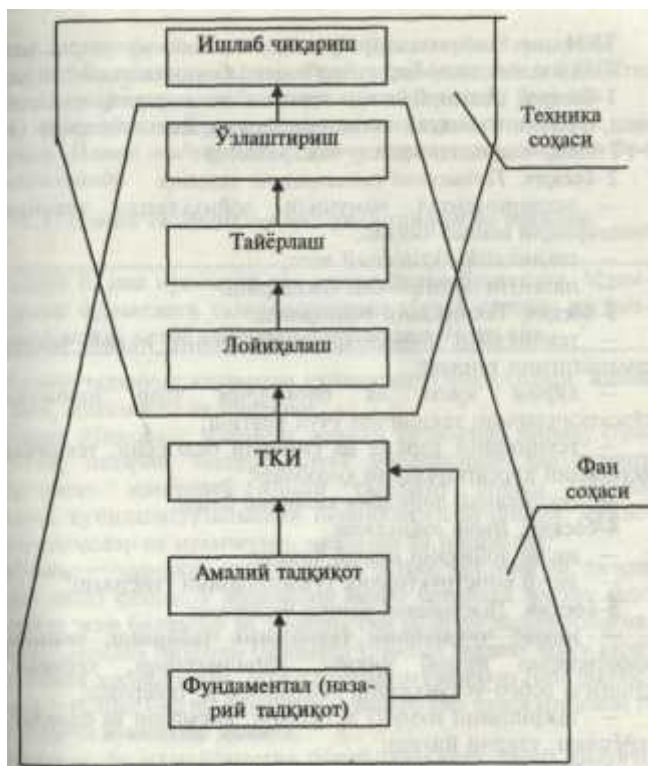 Ишлаб чиқариш
Ўзлаштириш
Техника
соҳаси
Тайёрлаш
Лойиҳалаш
ТКИ
Фан
соҳаси
Амалий тадқиқот
Фундаментал (наза-
рий тадқиқот)